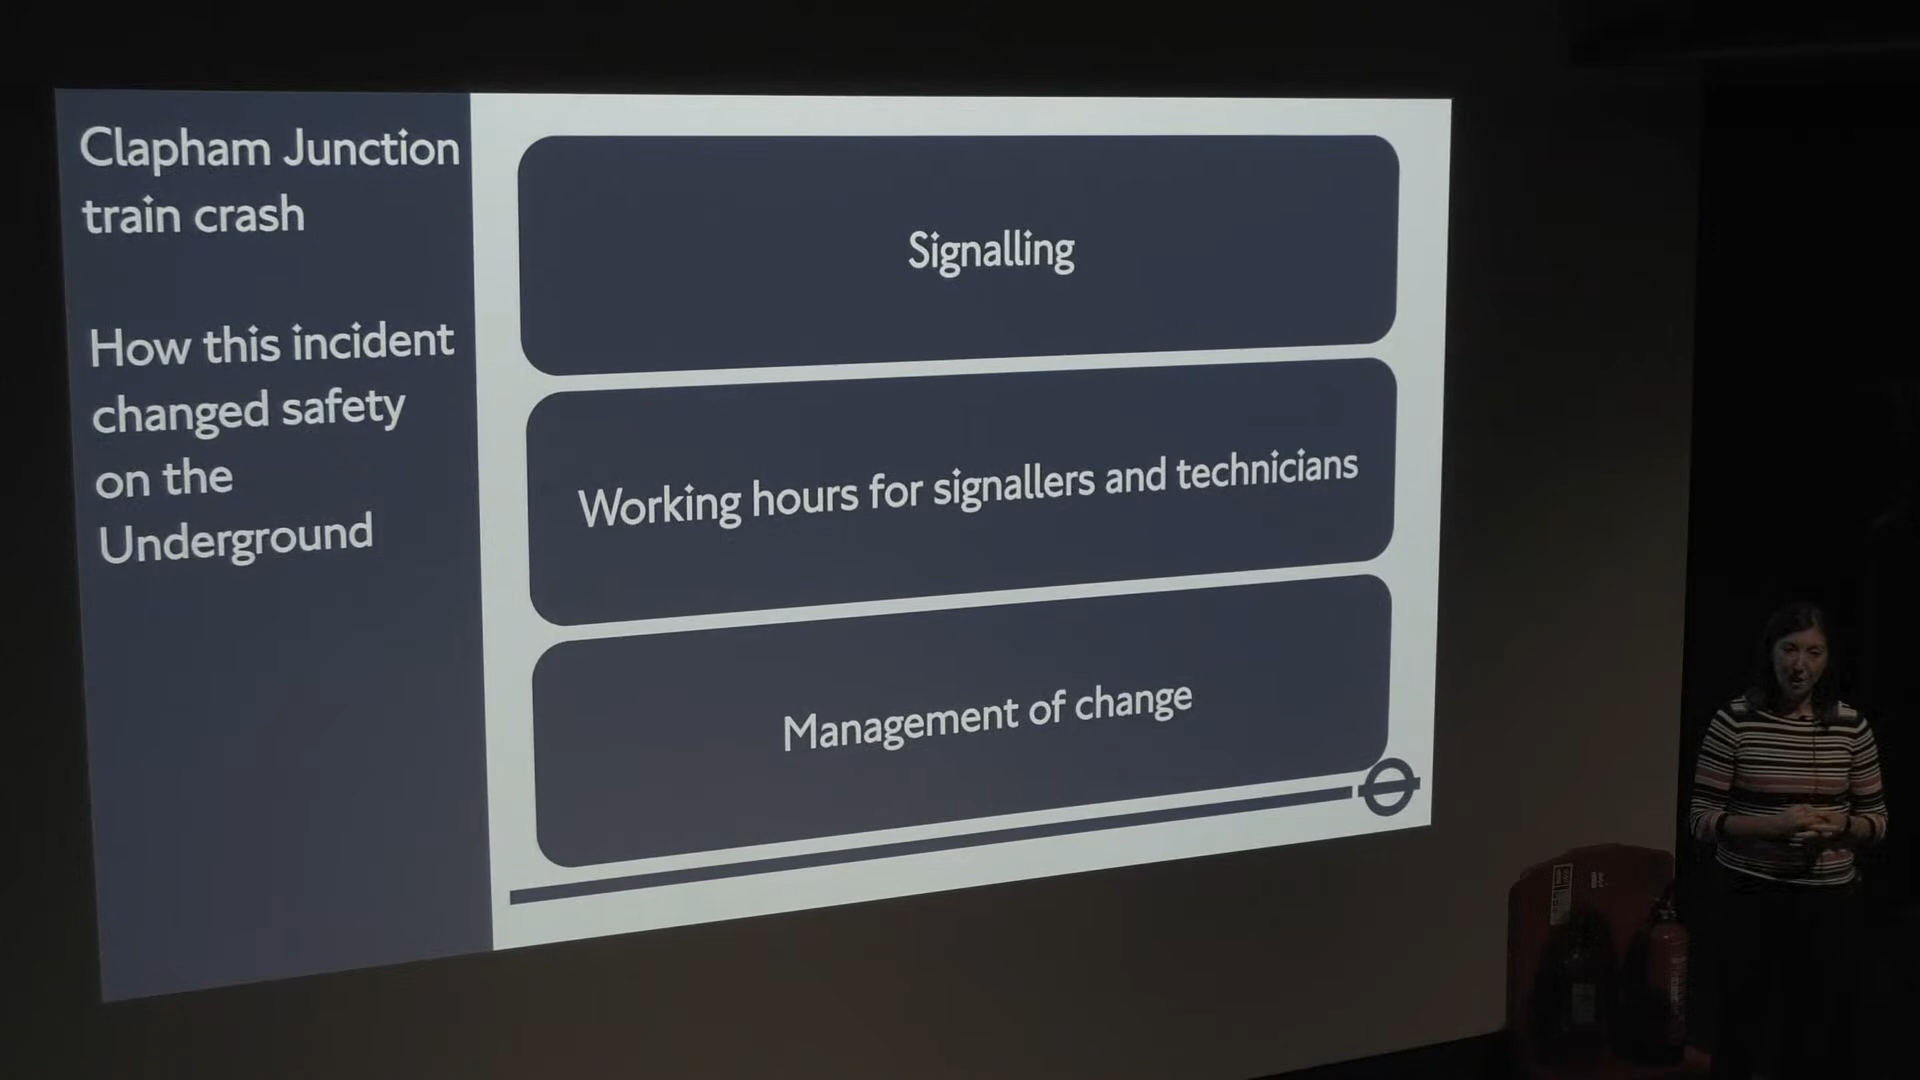 Clapham Junction
train crash
How this incident
changed safety
on the
Underground
Signalling
Working hours for signallers and technicians
Management of change